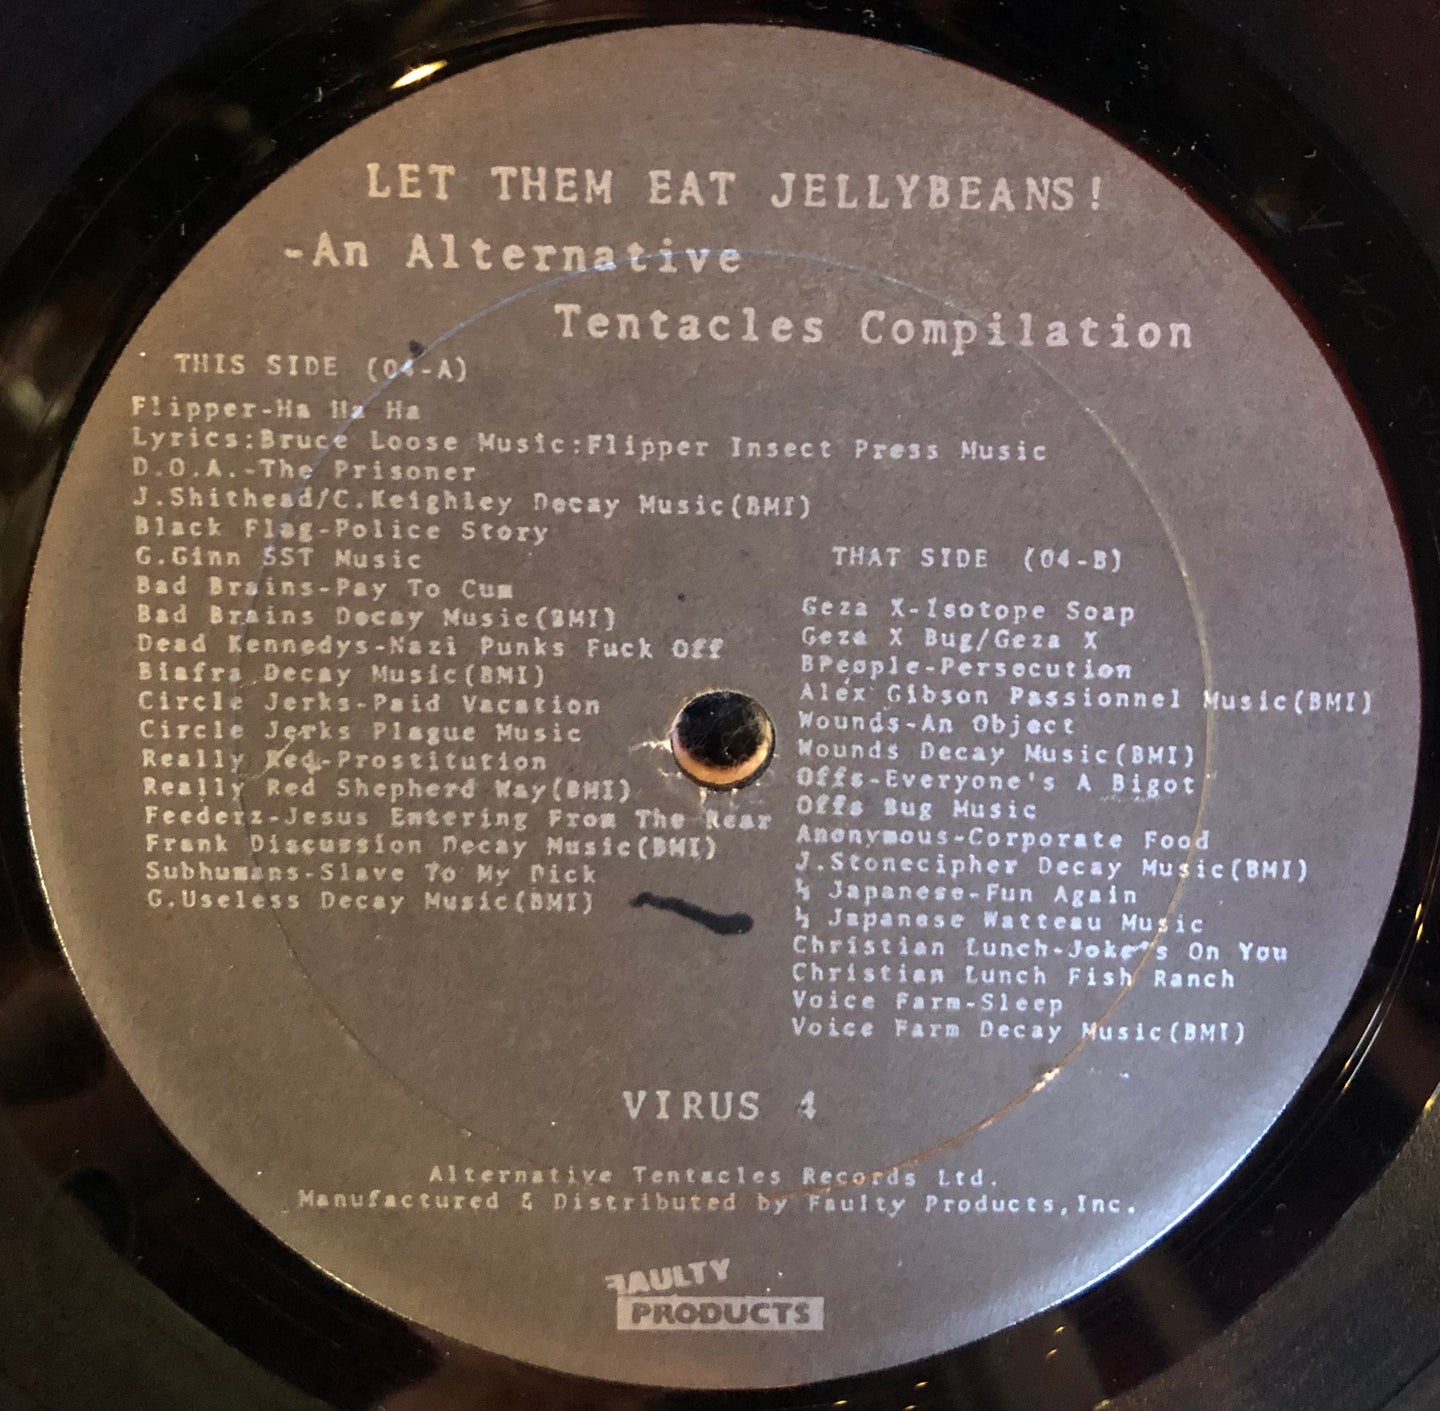 LET THEM EAT JELLYBEANS!
-An Alternative
Tentacles Compilation
THIS SIDE (04-A)
Flipper-Ha Ha Ha
Lyrics:Bruce Loose Music:Flipper Insect Press Music
D.O.A.-The Prisoner
J.Shithead/C.Keighley Decay Music(BMI)
Black Flag-Police Story
G.Ginn SST Music
Bad Brains-Pay To Cum
Bad Brains Decay Music(BMI)
Dead Kennedys-Nazi Punks Fuck Off
Biafra Decay Music(BMI)
Circle Jerks-Paid Vacation
Circle Jerks Plague Music
Really Red-Prostitution
Really Red Shepherd Way(BMI)
Feederz-Jesus Entering From The Rear
Frank Discussion Decay Music(BMI)
Subhumans-Slave To My Dick
G.Useless Decay Music(BMI)
THAT SIDE (04-B)
Geza X-Isotope Soap
Geza X Bug/Geza X
BPeople-Persecution
Alex Gibson Passionnel Music(BMI)
Wounds-An Object
Wounds Decay Music(BMI)
Offs-Everyone's A Bigot
Offs Bug Music
Anonymous-Corporate Food
J.Stonecipher Decay Music(BMI)
½ Japanese-Fun Again
½ Japanese Watteau Music
Christian Lunch-Joke's On You
Christian Lunch Fish Ranch
Voice Farm-Sleep
Voice Farm Decay Music(BMI)
VIRUS 4
Alternative Tentacles Records Ltd.
Manufactured & Distributed by Faulty Products,Inc.
FAULTY
PRODUCTS